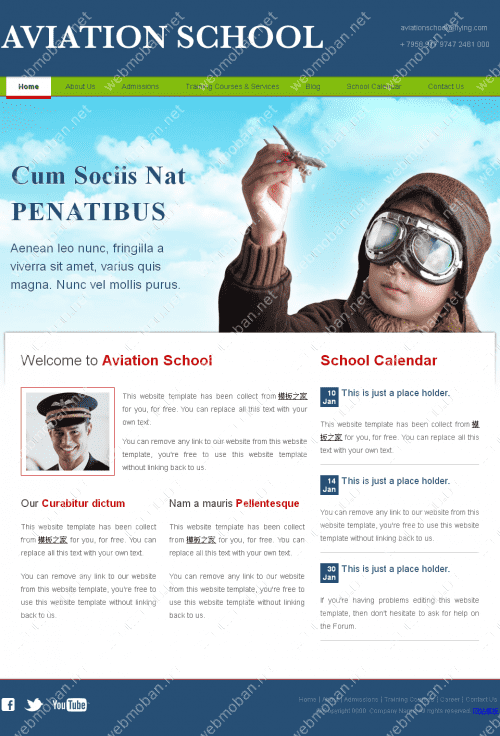 AVIATION SCHOOL
aviationschool@flying.com
Home About Us Admissions Training Courses & Services Blog School Calendar Contact Us
Cum Sociis Nat
PENATIBUS
Aenean leo nunc, fringilla a
viverra sit amet, varius quis
magna. Nunc vel mollis purus.
Welcome to Aviation School
This website template has been collect from 模板之家
for you, for free. You can replace all this text with your
own text.
You can remove any link to our website from this website
template, you're free to use this website template
without linking back to us.
Our Curabitur dictum
This website template has been collect
from 模板之家 for you, for free. You can
replace all this text with your own text.
You can remove any link to our website
from this website template, you're free to
use this website template without linking
back to us.
Nam a mauris Pellentesque
This website template has been collect
from 模板之家 for you, for free. You can
replace all this text with your own text.
You can remove any link to our website
from this website template, you're free to
use this website template without linking
back to us.
School Calendar
10
Jan
This is just a place holder.
This website template has been collect from 模
板之家 for you, for free. You can replace all this
text with your own text.
14
Jan
This is just a place holder.
You can remove any link to our website from this
website template, you're free to use this website
template without linking back to us.
30
Jan
This is just a place holder.
If you're having problems editing this website
template, then don't hesitate to ask for help on
the Forum.
You Tube
Home | About | Admissions | Training Courses | Career | Contact Us
Company Name. All rights reserved.
webmoban.net